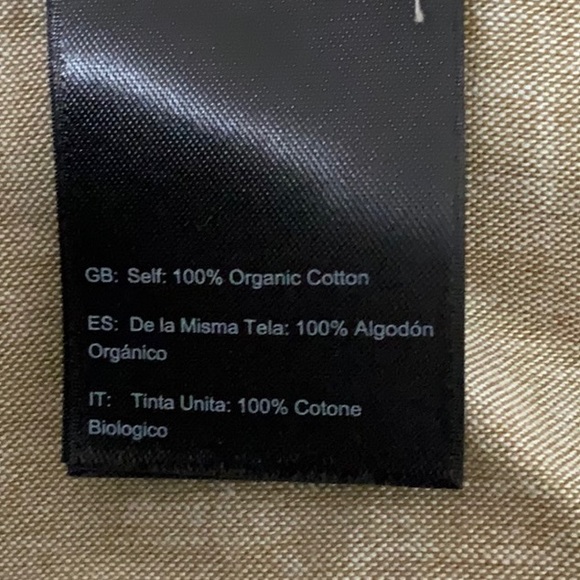 GB: Self: 100% Organic Cotton
ES: De la Misma Tela: 100% Algodón
Orgánico
IT: Tinta Unita: 100% Cotone
Biologico